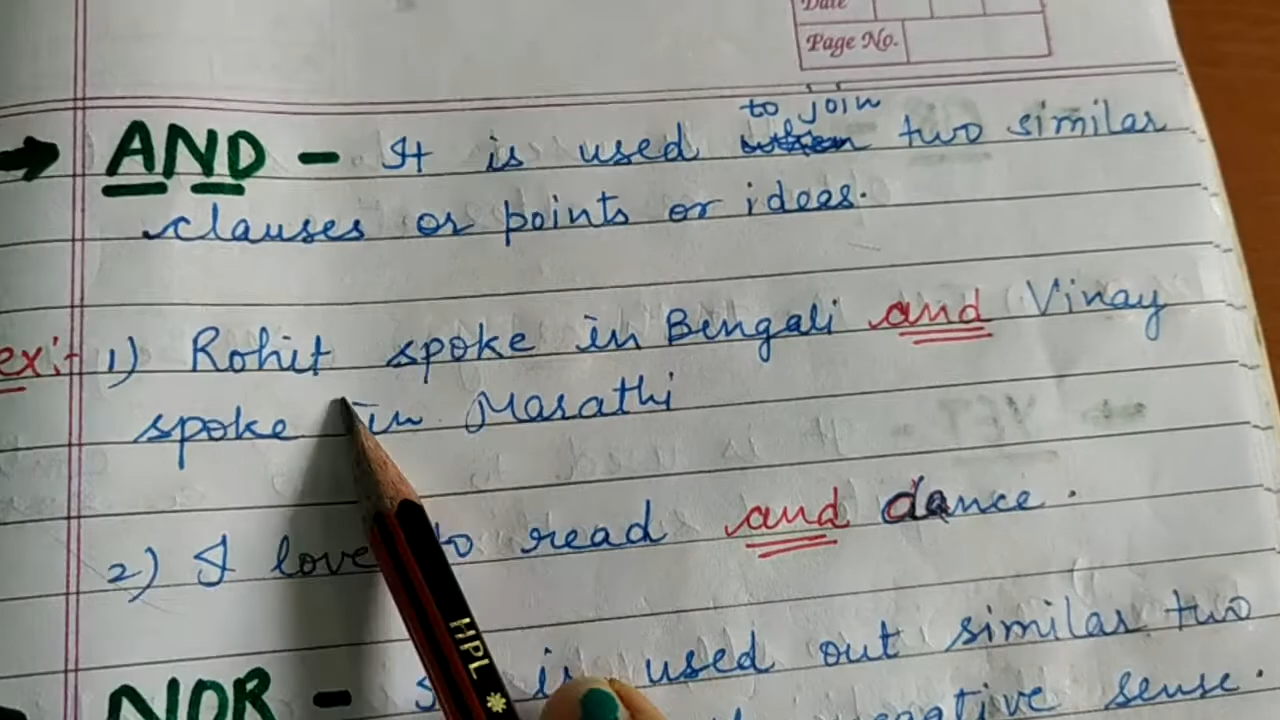 Date
Page No.
to join
AND - It is used two similar
clauses or points or idees.
ex:- 1) Rohit spoke in Bengali and Vinay
spoke in Marathi
2) I love to read and dance.
NOR - is used out similar two
negative sense.
HPL